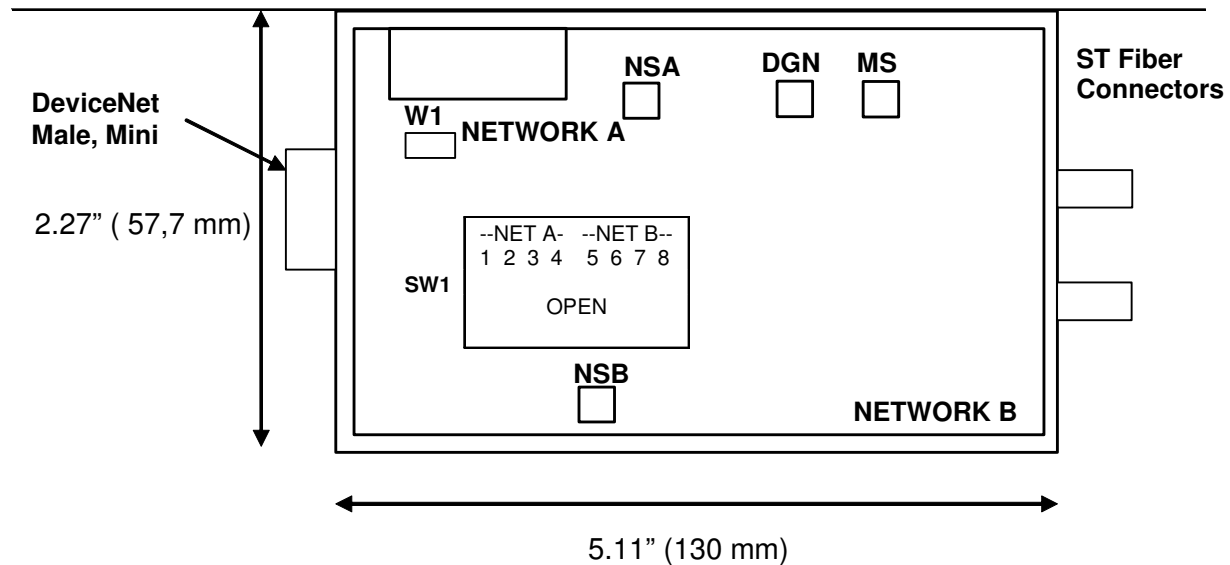 DeviceNet
Male, Mini
2.27” ( 57,7 mm)
NSA
DGN
MS
W1
NETWORK A
SW1
--NET A- --NET B--
1 2 3 4 5 6 7 8
OPEN
NSB
NETWORK B
ST Fiber
Connectors
5.11” (130 mm)